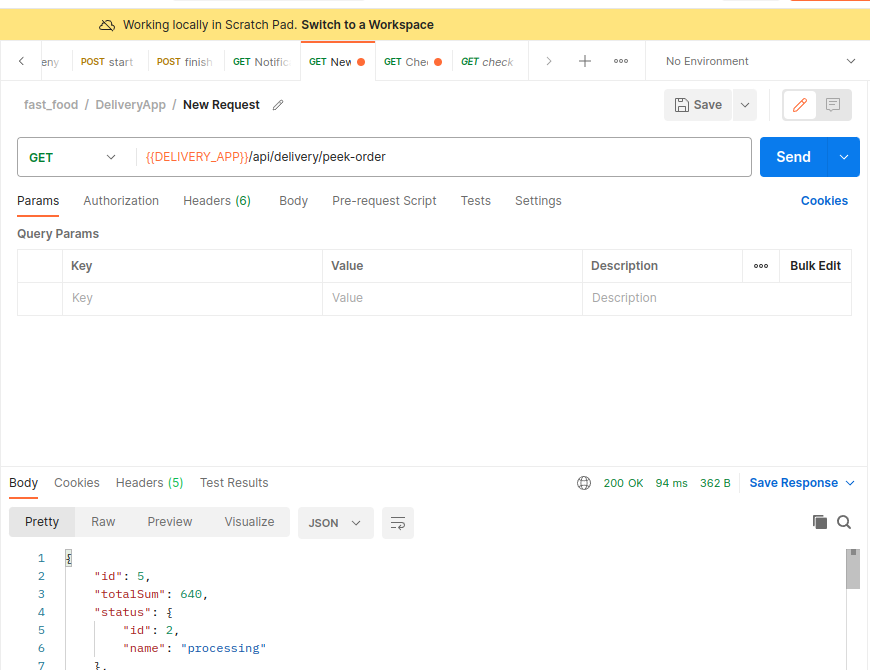 Working locally in Scratch Pad. Switch to a Workspace
eny POST start POST finish GET Notific GET New GET Che GET check No Environment
fast_food / DeliveryApp / New Request Save
GET {{DELIVERY_APP}}/api/delivery/peek-order Send
Params Authorization Headers (6) Body Pre-request Script Tests Settings Cookies
Query Params
Key Value Description Bulk Edit
Key Value Description
Body Cookies Headers (5) Test Results 200 OK 94 ms 362 B Save Response
Pretty Raw Preview Visualize JSON
1 {
2 "id": 5,
3 "totalSum": 640,
4 "status": {
5 "id": 2,
6 "name": "processing"
7 },